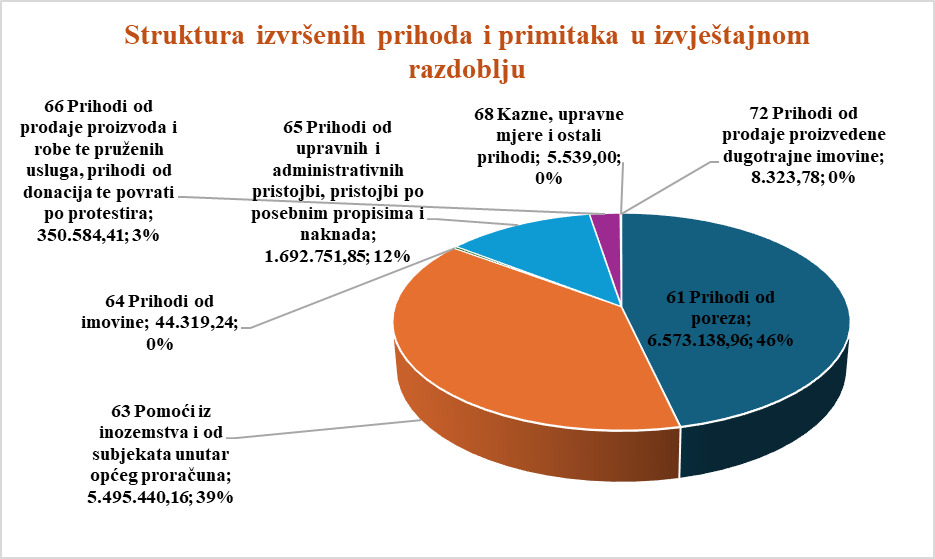 Struktura izvršenih prihoda i primitaka u izvještajnom
razdoblju
66 Prihodi od
prodaje proizvoda i
robe te pruženih
usluga, prihodi od
donacija te povrati
po protestira;
350.584,41; 3%
65 Prihodi od
upravnih i
administrativnih
pristojbi, pristojbi po
posebnim propisima i
naknada;
1.692.751,85; 12%
68 Kazne, upravne
mjere i ostali
prihodi; 5.539,00;
0%
72 Prihodi od
prodaje proizvedene
dugotrajne imovine;
8.323,78; 0%
64 Prihodi od
imovine; 44.319,24;
0%
61 Prihodi od
poreza;
6.573.138,96; 46%
63 Pomoći iz
inozemstva i od
subjekata unutar
općeg proračuna;
5.495.440,16; 39%